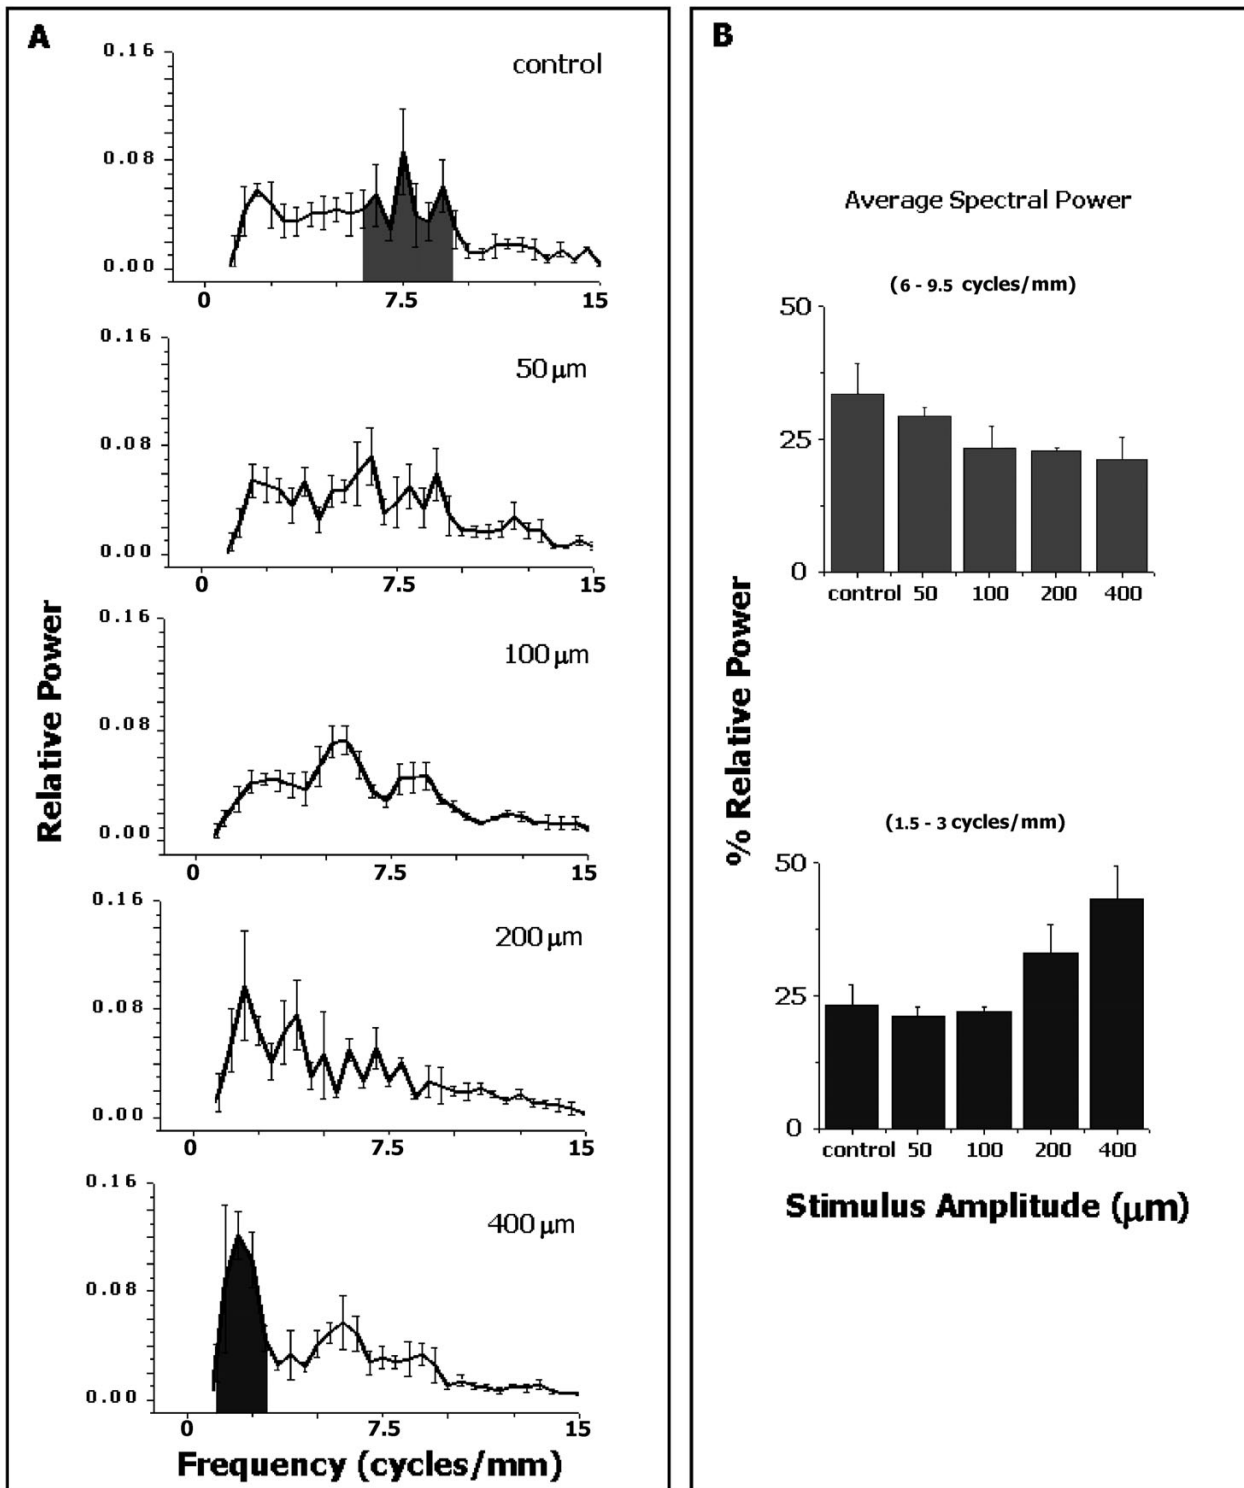 A
0.16
control
0.08
0.00
0 7.5 15
0.16
50 μm
0.08
0.00
0 7.5 15
0.16
100 μm
0.08
0.00
0 7.5 15
0.16
200 μm
0.08
0.00
0 7.5 15
0.16
400 μm
0.08
0.00
0 7.5 15
Relative Power
Frequency (cycles/mm)
B
Average Spectral Power
(6 - 9.5 cycles/mm)
50
25
0
control 50 100 200 400
% Relative Power
(1.5 - 3 cycles/mm)
50
25
0
control 50 100 200 400
Stimulus Amplitude (μm)